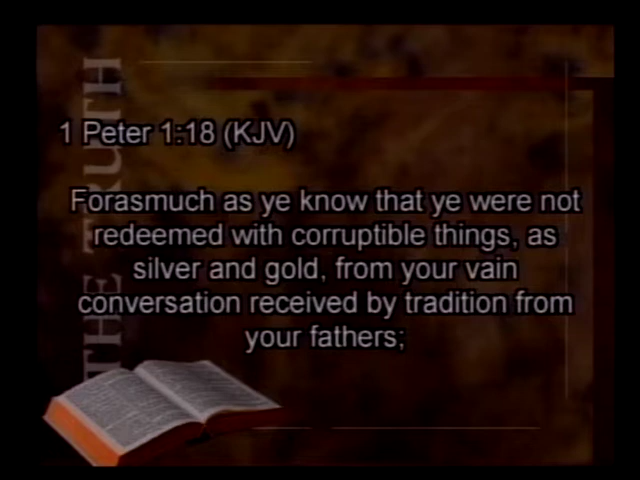 THE TRUTH
1 Peter 1:18 (KJV)
Forasmuch as ye know that ye were not
redeemed with corruptible things, as
silver and gold, from your vain
conversation received by tradition from
your fathers;